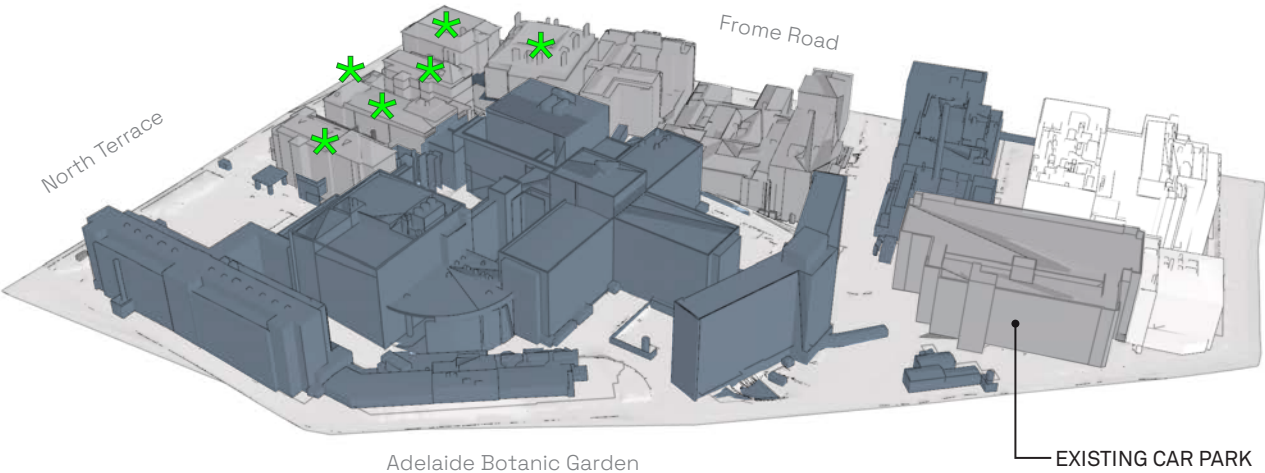 Frome Road
North Terrace
Adelaide Botanic Garden
EXISTING CAR PARK